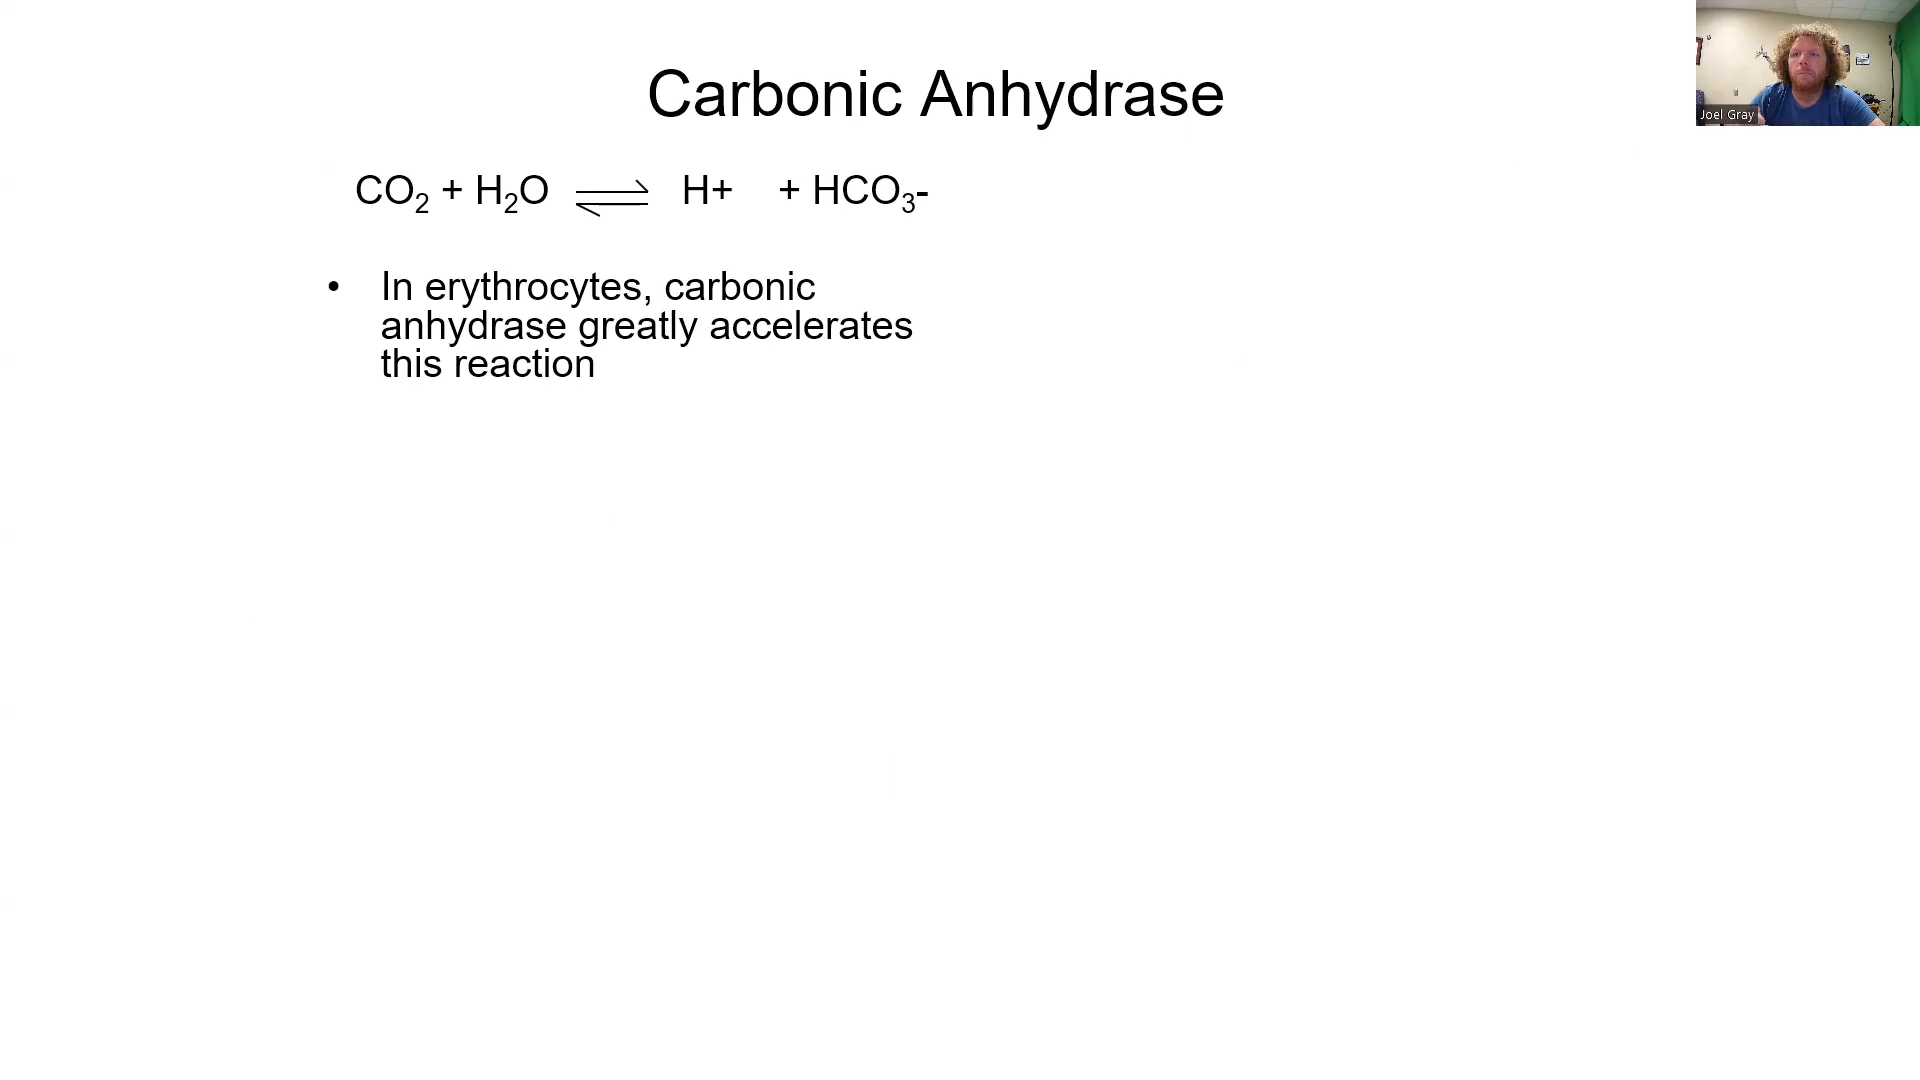 Carbonic Anhydrase
Joel Gray
CO₂ + H₂O ⇌ H+ + HCO₃-
• In erythrocytes, carbonic
anhydrase greatly accelerates
this reaction